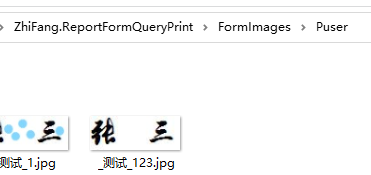 ZhiFang.ReportFormQueryPrint > FormImages > Puser
三
张 三
测试_1.jpg
_测试_123.jpg